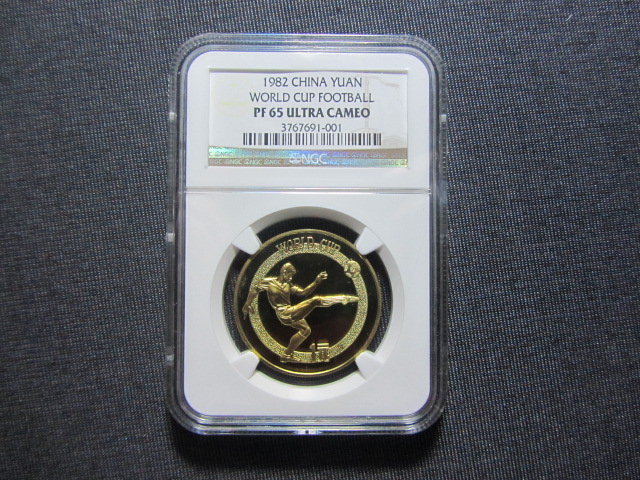 1982 CHINA YUAN
WORLD CUP FOOTBALL
PF 65 ULTRA CAMEO
3767691-001
NGC
WORLD CUP